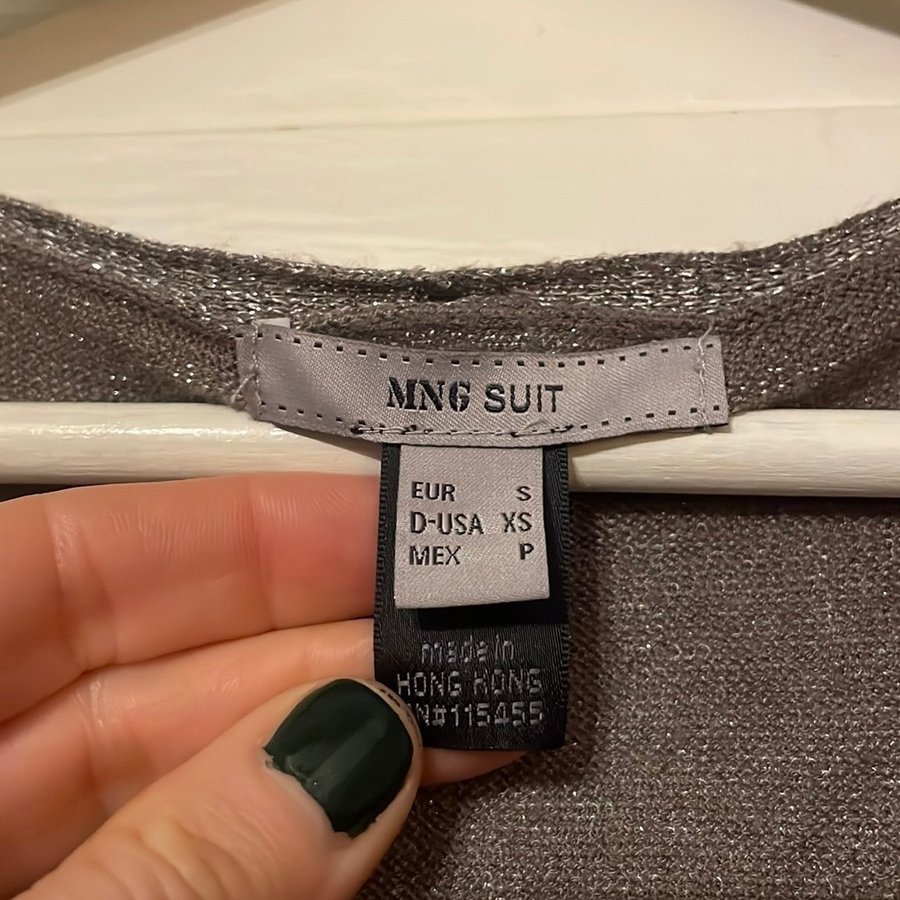 MNG SUIT
EUR S
D-USA XS
MEX P
made in
HONG KONG
N#115455